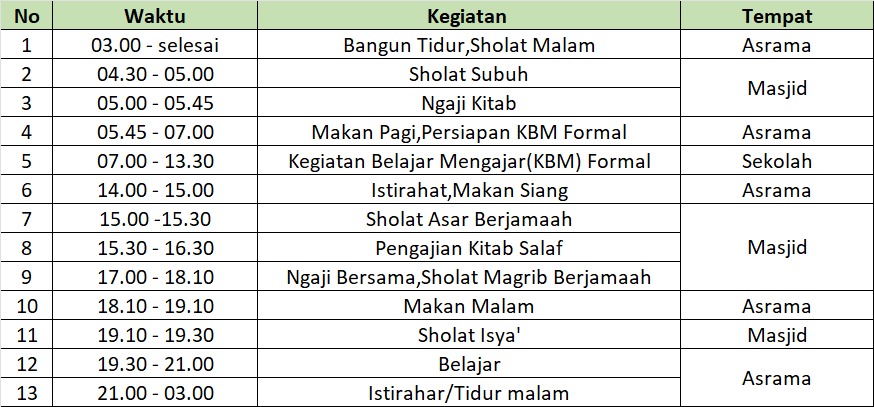 No Waktu Kegiatan Tempat
1 03.00 - selesai Bangun Tidur,Sholat Malam Asrama
2 04.30 - 05.00 Sholat Subuh Masjid
3 05.00 - 05.45 Ngaji Kitab
4 05.45 - 07.00 Makan Pagi,Persiapan KBM Formal Asrama
5 07.00 - 13.30 Kegiatan Belajar Mengajar(KBM) Formal Sekolah
6 14.00 - 15.00 Istirahat,Makan Siang Asrama
7 15.00 -15.30 Sholat Asar Berjamaah Masjid
8 15.30 - 16.30 Pengajian Kitab Salaf
9 17.00 - 18.10 Ngaji Bersama,Sholat Magrib Berjamaah
10 18.10 - 19.10 Makan Malam Asrama
11 19.10 - 19.30 Sholat Isya' Masjid
12 19.30 - 21.00 Belajar Asrama
13 21.00 - 03.00 Istirahar/Tidur malam